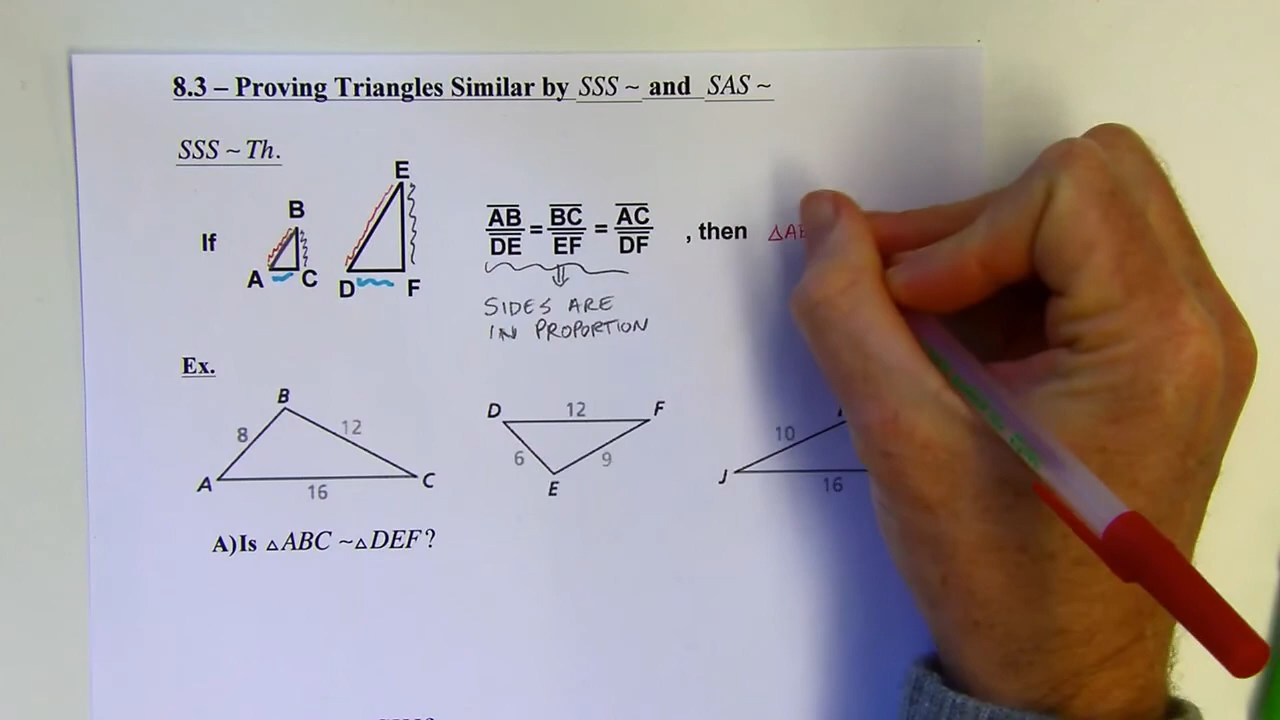 8.3 – Proving Triangles Similar by SSS ~ and SAS ~
SSS ~ Th.
If
B
A C
E
D F
AB/DE = BC/EF = AC/DF , then △AB
SIDES ARE
IN PROPORTION
Ex.
B
8 12
A 16 C
D 12 F
6 9
E
10
J 16
A) Is △ABC ~△DEF?